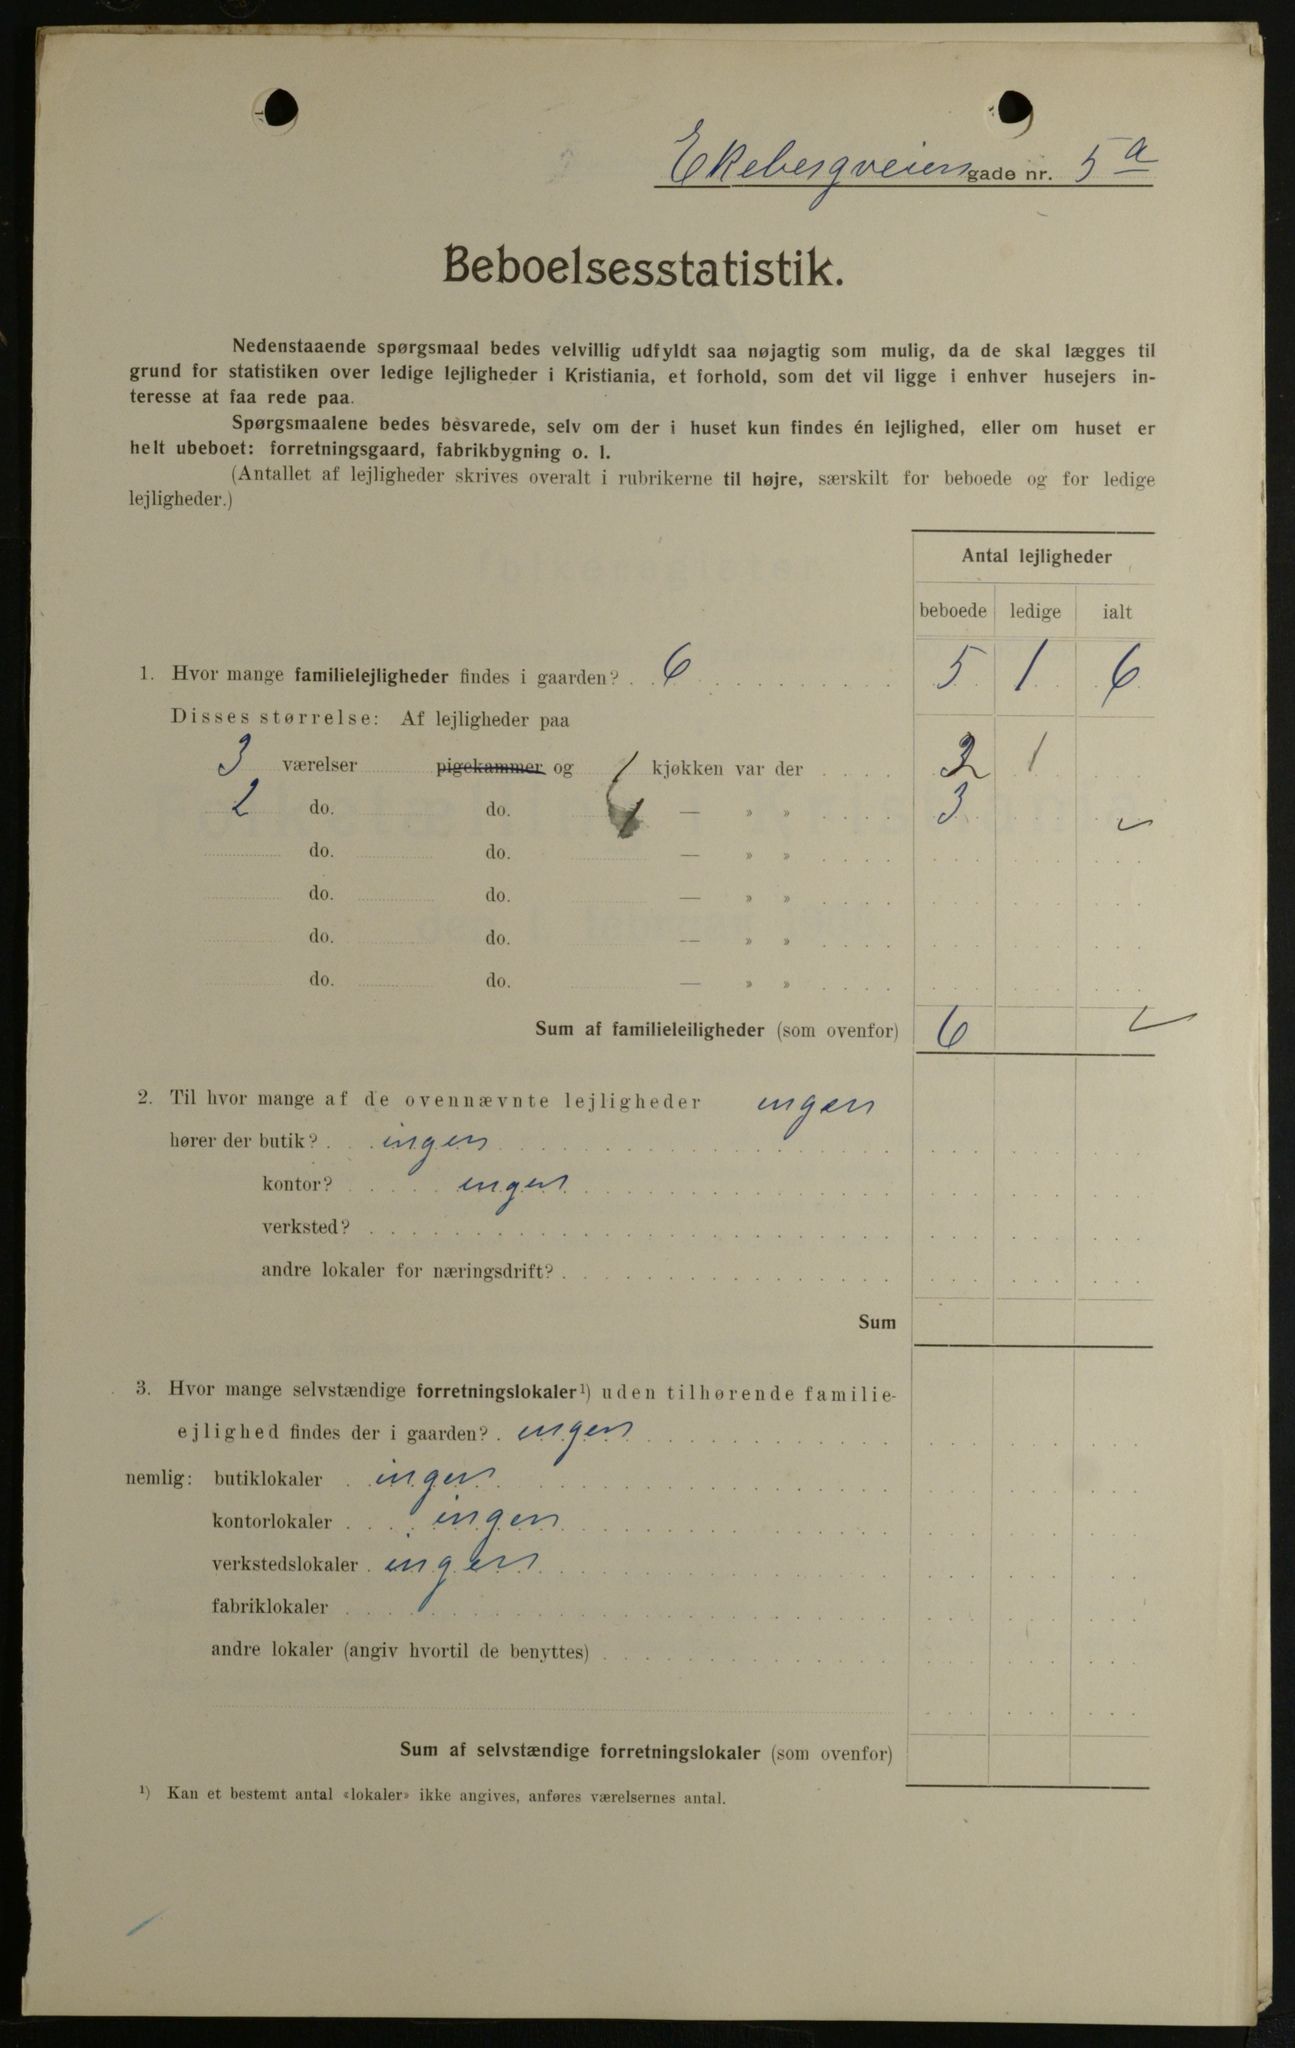 Ekebergveien gade nr. 5a
Beboelsesstatistik.
Nedenstaaende spørgsmaal bedes velvillig udfyldt saa nøjagtig som mulig, da de skal lægges til
grund for statistiken over ledige lejligheder i Kristiania, et forhold, som det vil ligge i enhver husejers in-
teresse at faa rede paa.
Spørgsmaalene bedes besvarede, selv om der i huset kun findes én lejlighed, eller om huset er
helt ubeboet: forretningsgaard, fabrikbygning o. l.
(Antallet af lejligheder skrives overalt i rubrikerne til højre, særskilt for beboede og for ledige
lejligheder.)
Antal lejligheder
beboede ledige ialt
1. Hvor mange familielejligheder findes i gaarden? 6 5 1 6
Disses størrelse: Af lejligheder paa
3 værelser pigekammer og 1 kjøkken var der 2 1
2 do. do. 1 — » » 3
do. do. — » »
do. do. — » »
do. do. — » »
do. do. — » »
Sum af familieleiligheder (som ovenfor) 6
2. Til hvor mange af de ovennævnte lejligheder ingen
hører der butik? ingen
kontor? ingen
verksted?
andre lokaler for næringsdrift?
Sum
3. Hvor mange selvstændige forretningslokaler¹) uden tilhørende familie-
ejlighed findes der i gaarden? ingen
nemlig: butiklokaler ingen
kontorlokaler ingen
verkstedslokaler ingen
fabriklokaler
andre lokaler (angiv hvortil de benyttes)
Sum af selvstændige forretningslokaler (som ovenfor)
¹) Kan et bestemt antal «lokaler» ikke angives, anføres værelsernes antal.